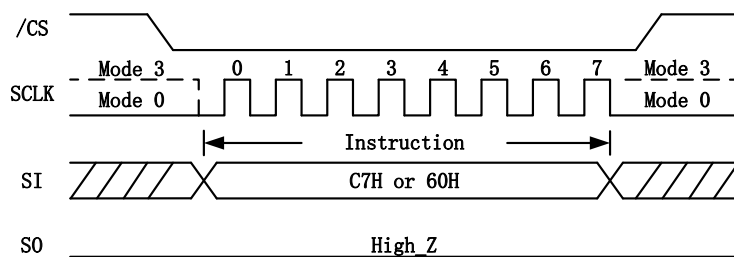 /CS
Mode 3 0 1 2 3 4 5 6 7 Mode 3
SCLK
Mode 0 Mode 0
Instruction
SI C7H or 60H
SO High_Z